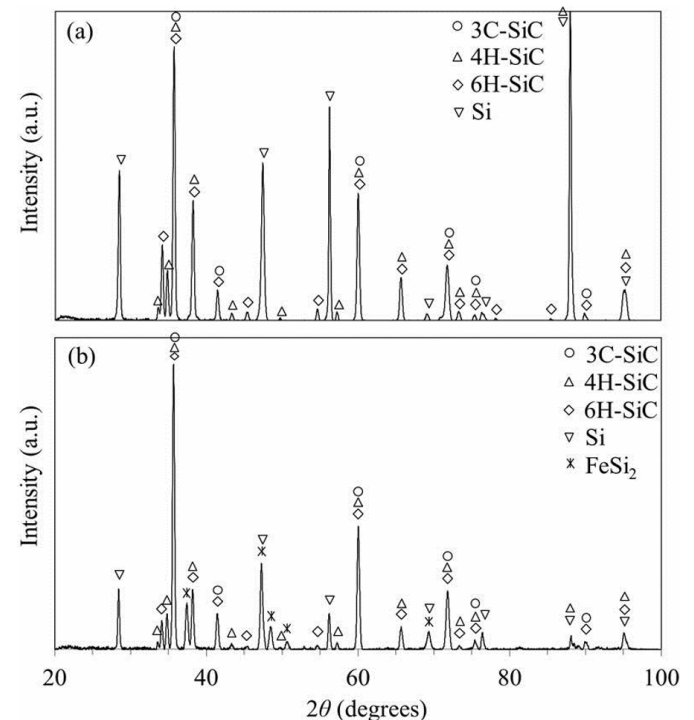 (a)
3C-SiC
4H-SiC
6H-SiC
Si
Intensity (a.u.)
(b)
3C-SiC
4H-SiC
6H-SiC
Si
FeSi₂
Intensity (a.u.)
20 40 60 80 100
2θ (degrees)